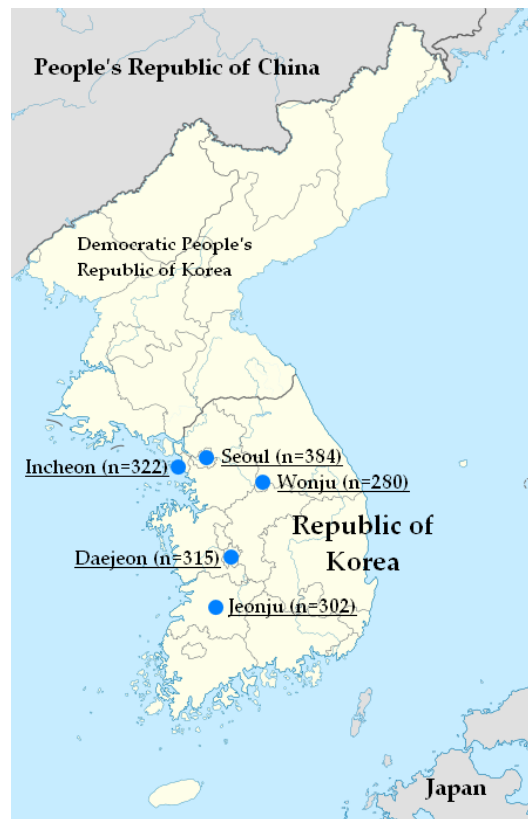 People's Republic of China
Democratic People's
Republic of Korea
Seoul (n=384)
Incheon (n=322)
Wonju (n=280)
Republic of
Korea
Daejeon (n=315)
Jeonju (n=302)
Japan